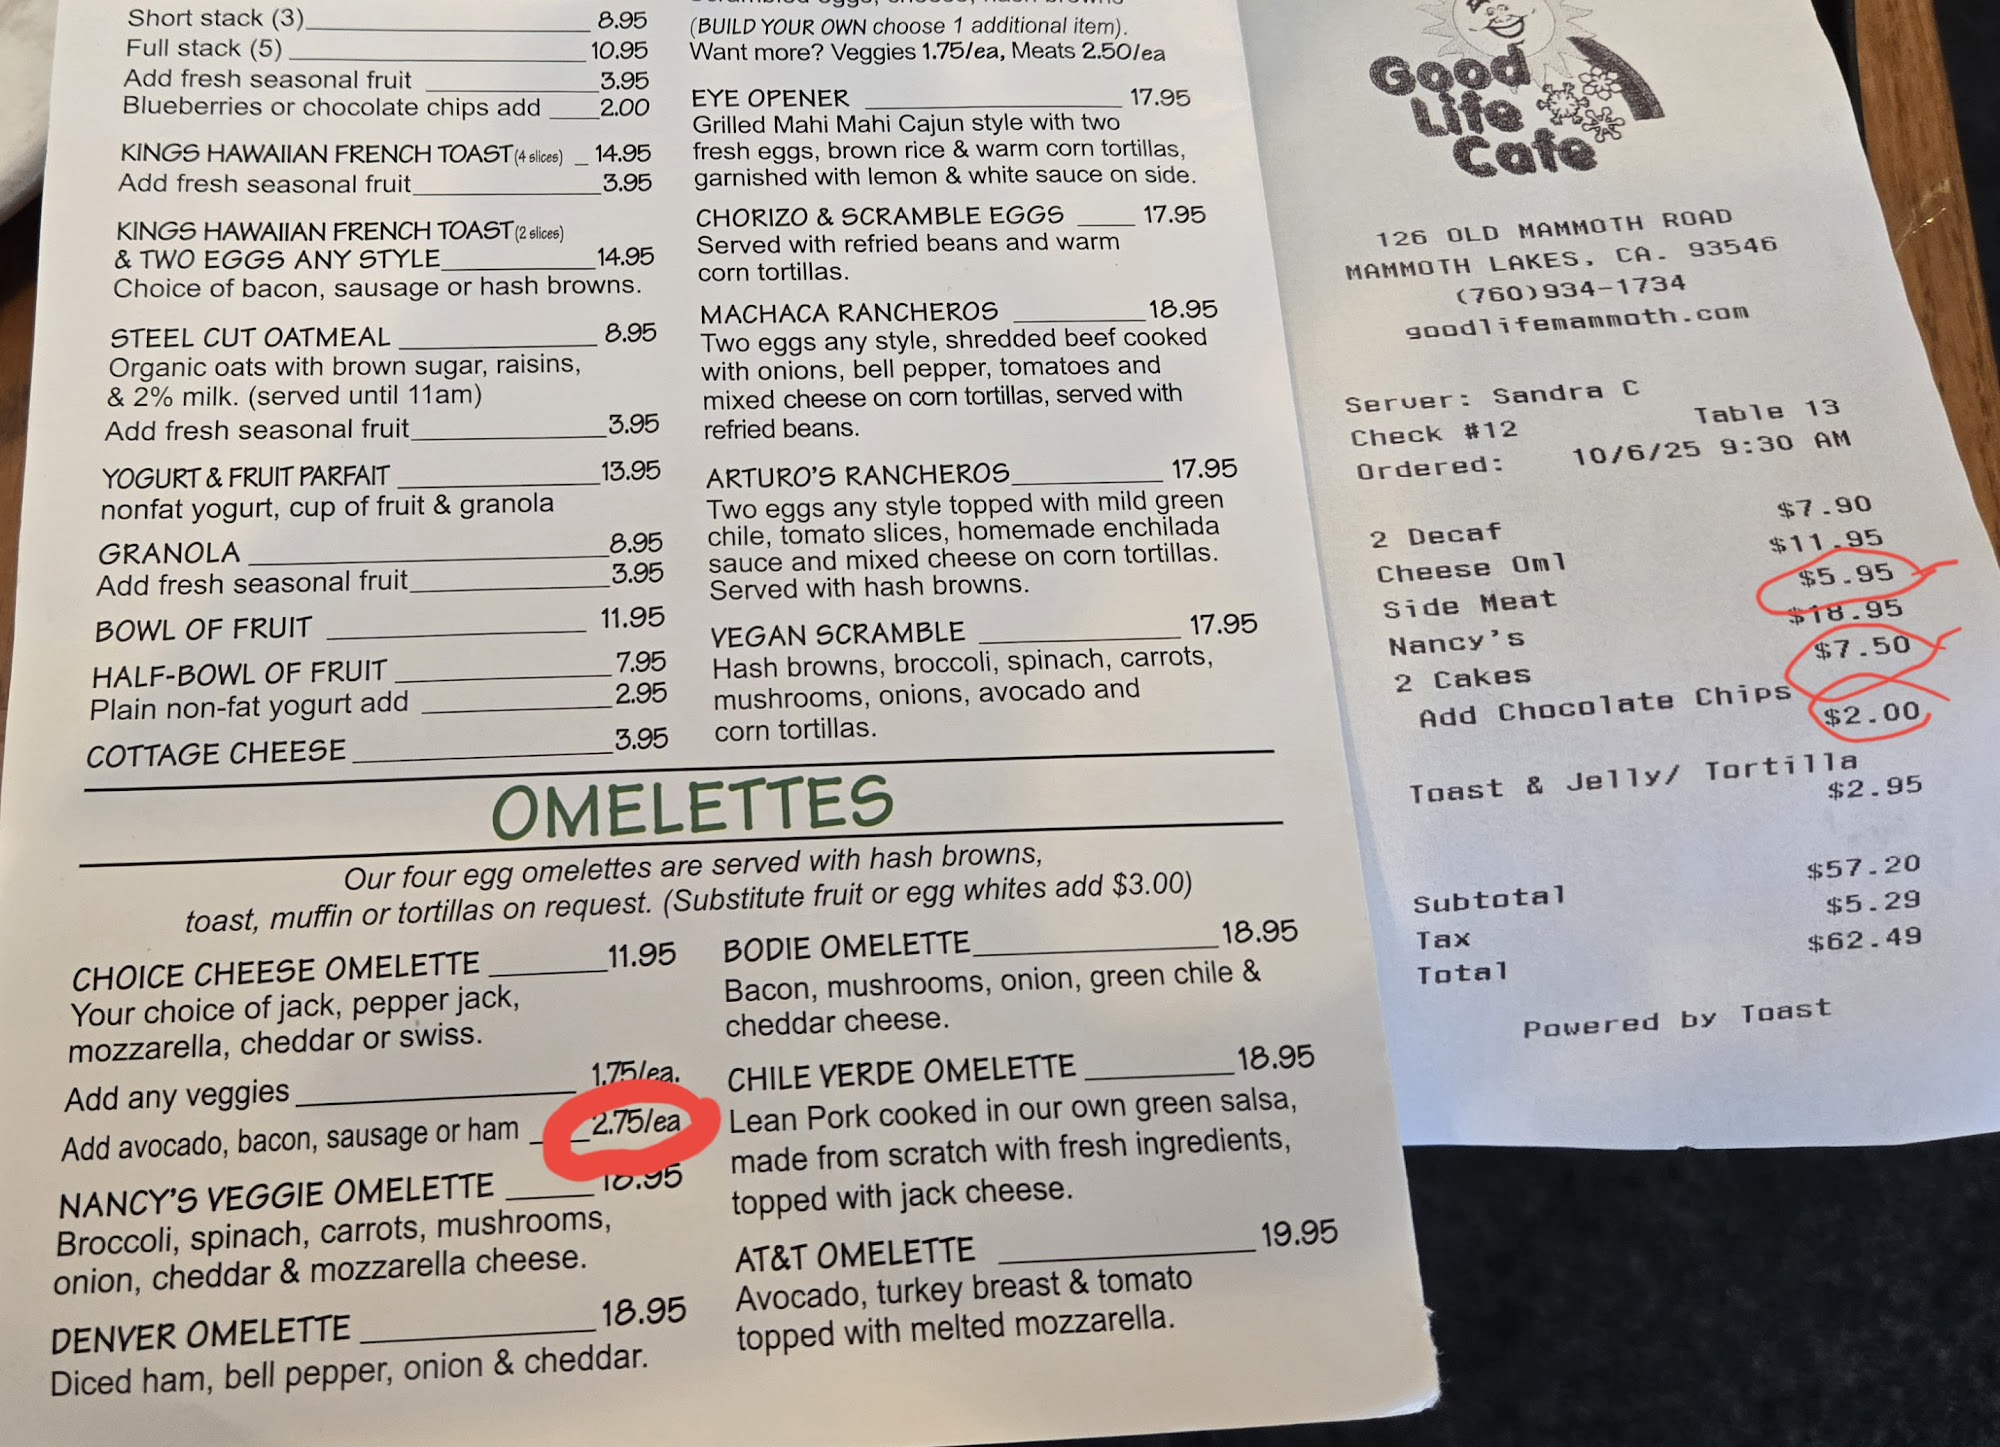 Short stack (3) 8.95
Full stack (5) 10.95
Add fresh seasonal fruit 3.95
Blueberries or chocolate chips add 2.00
KINGS HAWAIIAN FRENCH TOAST (4 slices) 14.95
Add fresh seasonal fruit 3.95
KINGS HAWAIIAN FRENCH TOAST (2 slices)
& TWO EGGS ANY STYLE 14.95
Choice of bacon, sausage or hash browns.
STEEL CUT OATMEAL 8.95
Organic oats with brown sugar, raisins,
& 2% milk. (served until 11am)
Add fresh seasonal fruit 3.95
YOGURT & FRUIT PARFAIT 13.95
nonfat yogurt, cup of fruit & granola
GRANOLA 8.95
Add fresh seasonal fruit 3.95
BOWL OF FRUIT 11.95
HALF-BOWL OF FRUIT 7.95
Plain non-fat yogurt add 2.95
COTTAGE CHEESE 3.95
(BUILD YOUR OWN choose 1 additional item).
Want more? Veggies 1.75/ea, Meats 2.50/ea
EYE OPENER 17.95
Grilled Mahi Mahi Cajun style with two
fresh eggs, brown rice & warm corn tortillas,
garnished with lemon & white sauce on side.
CHORIZO & SCRAMBLE EGGS 17.95
Served with refried beans and warm
corn tortillas.
MACHACA RANCHEROS 18.95
Two eggs any style, shredded beef cooked
with onions, bell pepper, tomatoes and
mixed cheese on corn tortillas, served with
refried beans.
ARTURO'S RANCHEROS 17.95
Two eggs any style topped with mild green
chile, tomato slices, homemade enchilada
sauce and mixed cheese on corn tortillas.
Served with hash browns.
VEGAN SCRAMBLE 17.95
Hash browns, broccoli, spinach, carrots,
mushrooms, onions, avocado and
corn tortillas.
OMELETTES
Our four egg omelettes are served with hash browns,
toast, muffin or tortillas on request. (Substitute fruit or egg whites add $3.00)
CHOICE CHEESE OMELETTE 11.95
Your choice of jack, pepper jack,
mozzarella, cheddar or swiss.
Add any veggies 1.75/ea.
Add avocado, bacon, sausage or ham 2.75/ea
NANCY'S VEGGIE OMELETTE 18.95
Broccoli, spinach, carrots, mushrooms,
onion, cheddar & mozzarella cheese.
DENVER OMELETTE 18.95
Diced ham, bell pepper, onion & cheddar.
BODIE OMELETTE 18.95
Bacon, mushrooms, onion, green chile &
cheddar cheese.
CHILE VERDE OMELETTE 18.95
Lean Pork cooked in our own green salsa,
made from scratch with fresh ingredients,
topped with jack cheese.
AT&T OMELETTE 19.95
Avocado, turkey breast & tomato
topped with melted mozzarella.
Good
Life
Cafe
126 OLD MAMMOTH ROAD
MAMMOTH LAKES, CA. 93546
(760)934-1734
goodlifemammoth.com
Server: Sandra C
Check #12 Table 13
Ordered: 10/6/25 9:30 AM
2 Decaf $7.90
Cheese Oml $11.95
Side Meat $5.95
Nancy's $18.95
2 Cakes $7.50
Add Chocolate Chips $2.00
Toast & Jelly/ Tortilla
$2.95
Subtotal $57.20
Tax $5.29
Total $62.49
Powered by Toast